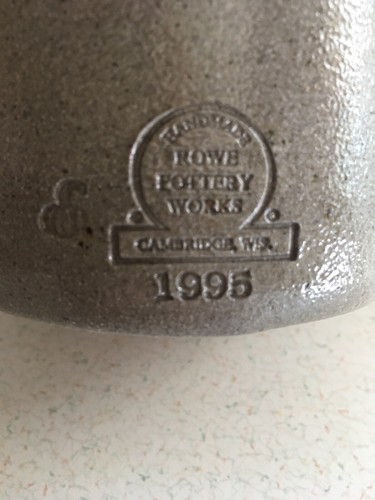 HANDMADE
ROWE
POTTERY
WORKS
CAMBRIDGE, WIS.
1995